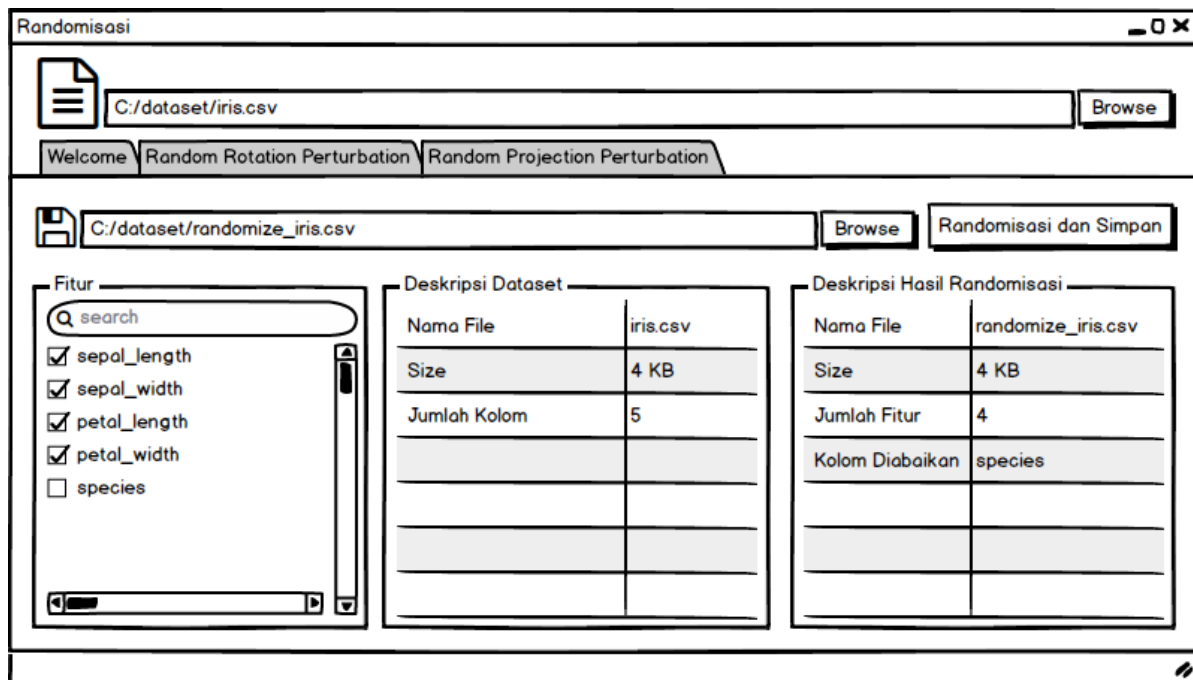 Randomisasi
C:/dataset/iris.csv
Browse
Welcome
Random Rotation Perturbation
Random Projection Perturbation
C:/dataset/randomize_iris.csv
Browse
Randomisasi dan Simpan
Fitur
search
sepal_length
sepal_width
petal_length
petal_width
species
Deskripsi Dataset
Nama File iris.csv
Size 4 KB
Jumlah Kolom 5
Deskripsi Hasil Randomisasi
Nama File randomize_iris.csv
Size 4 KB
Jumlah Fitur 4
Kolom Diabaikan species